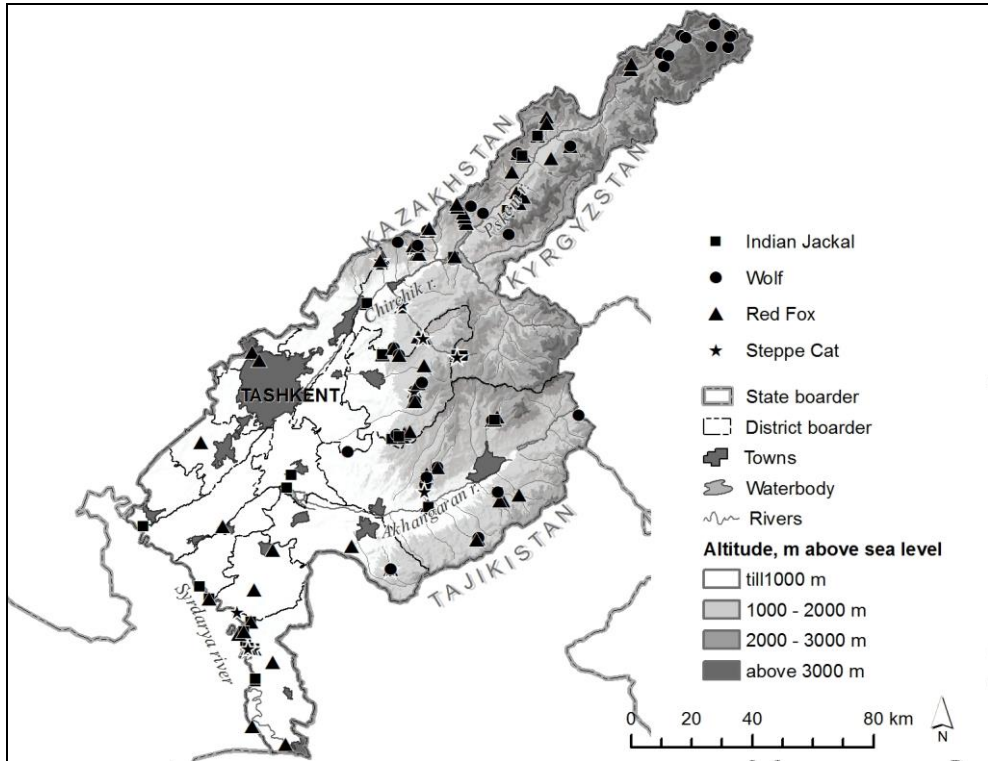 KAZAKHSTAN
KYRGYZSTAN
Pskem r.
Chirchik r.
TASHKENT
Akhangaran r.
TAJIKISTAN
Syrdarya river
Indian Jackal
Wolf
Red Fox
Steppe Cat
State boarder
District boarder
Towns
Waterbody
Rivers
Altitude, m above sea level
till1000 m
1000 - 2000 m
2000 - 3000 m
above 3000 m
0 20 40 80 km
N